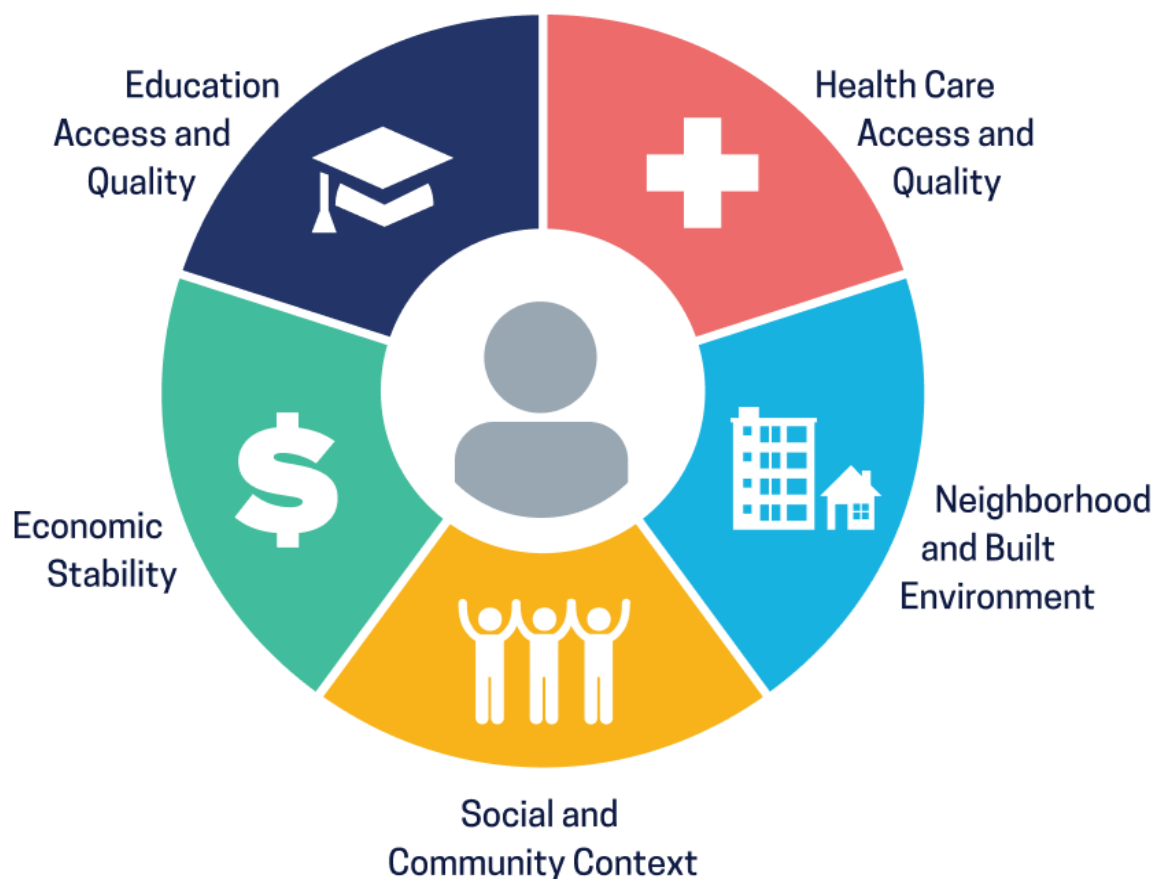 Education
Access and
Quality
Health Care
Access and
Quality
Economic
Stability
Neighborhood
and Built
Environment
Social and
Community Context